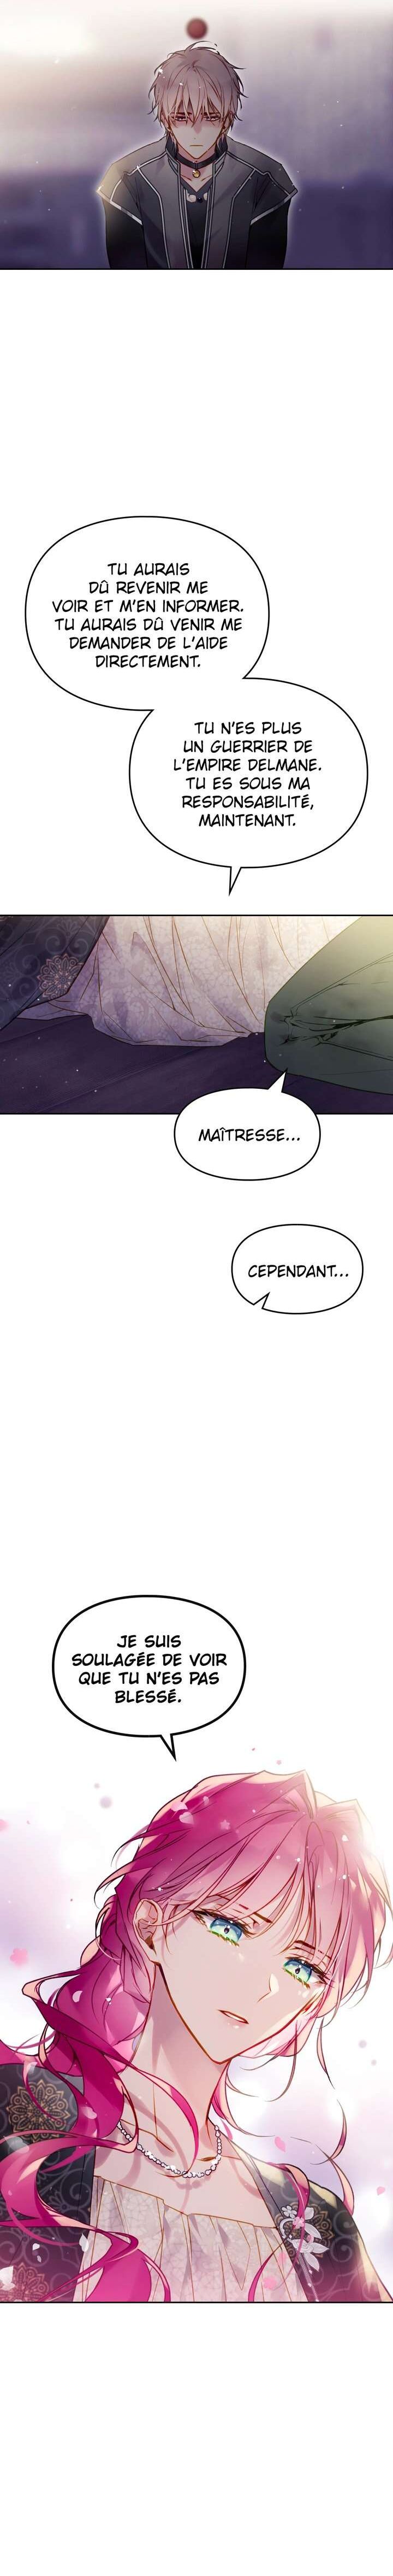 TU AURAIS
DÛ REVENIR ME
VOIR ET M'EN INFORMER.
TU AURAIS DÛ VENIR ME
DEMANDER DE L'AIDE
DIRECTEMENT.
TU N'ES PLUS
UN GUERRIER DE
L'EMPIRE DELMANE.
TU ES SOUS MA
RESPONSABILITÉ,
MAINTENANT.
MAÎTRESSE...
CEPENDANT...
JE SUIS
SOULAGÉE DE VOIR
QUE TU N'ES PAS
BLESSÉ.